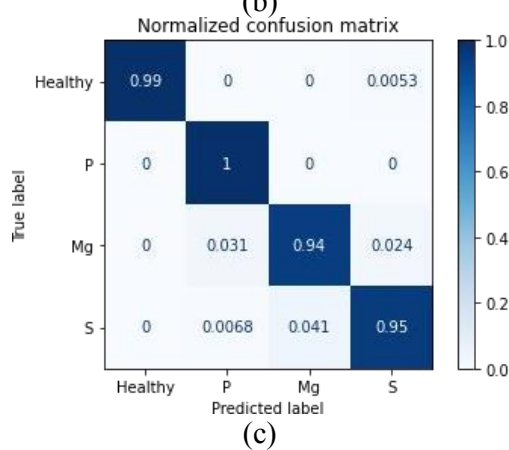 (b)
Normalized confusion matrix
Healthy 0.99 0 0 0.0053
P 0 1 0 0
Mg 0 0.031 0.94 0.024
S 0 0.0068 0.041 0.95
Healthy P Mg S
Predicted label
True label
1.0
0.8
0.6
0.4
0.2
0.0
(c)